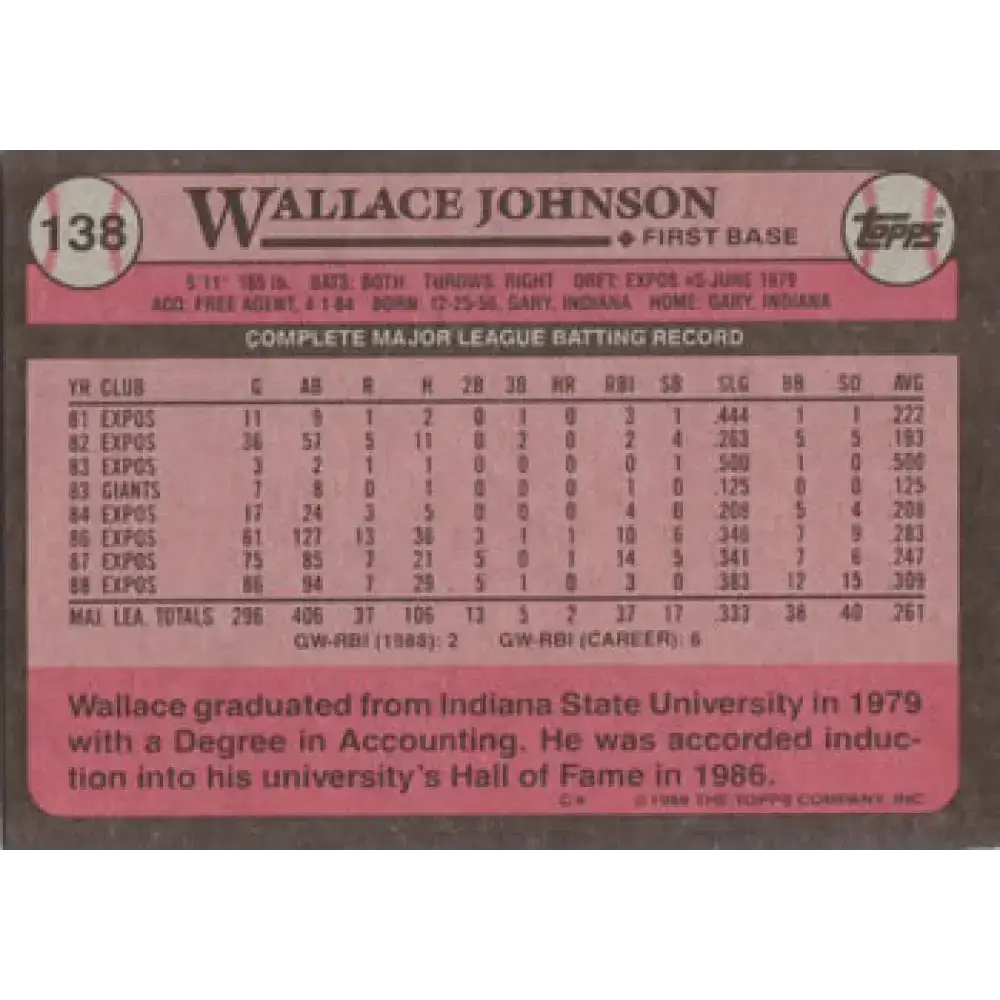 138
WALLACE JOHNSON
FIRST BASE
TOPPS®
5'11" 185 lb. BATS: BOTH THROWS: RIGHT DRFT: EXPOS #5-JUNE 1979
ACQ: FREE AGENT, 4-1-84 BORN: 12-25-56, GARY, INDIANA HOME: GARY, INDIANA
COMPLETE MAJOR LEAGUE BATTING RECORD
YR CLUB G AB R H 2B 3B HR RBI SB SLG BB SO AVG
81 EXPOS 11 9 1 2 0 1 0 3 1 .444 1 1 .222
82 EXPOS 36 57 5 11 0 2 0 2 4 .263 5 5 .193
83 EXPOS 3 2 1 1 0 0 0 0 1 .500 1 0 .500
83 GIANTS 7 8 0 1 0 0 0 1 0 .125 0 0 .125
84 EXPOS 17 24 3 5 0 0 0 4 0 .208 5 4 .208
86 EXPOS 61 127 13 36 3 1 1 10 6 .346 7 9 .283
87 EXPOS 75 85 7 21 5 0 1 14 5 .341 7 6 .247
88 EXPOS 86 94 7 29 5 1 0 3 0 .383 12 15 .309
MAJ. LEA. TOTALS 296 406 37 106 13 5 2 37 17 .333 38 40 .261
GW-RBI (1988): 2 GW-RBI (CAREER): 6
Wallace graduated from Indiana State University in 1979
with a Degree in Accounting. He was accorded induc-
tion into his university's Hall of Fame in 1986.
© 1989 THE TOPPS COMPANY, INC.